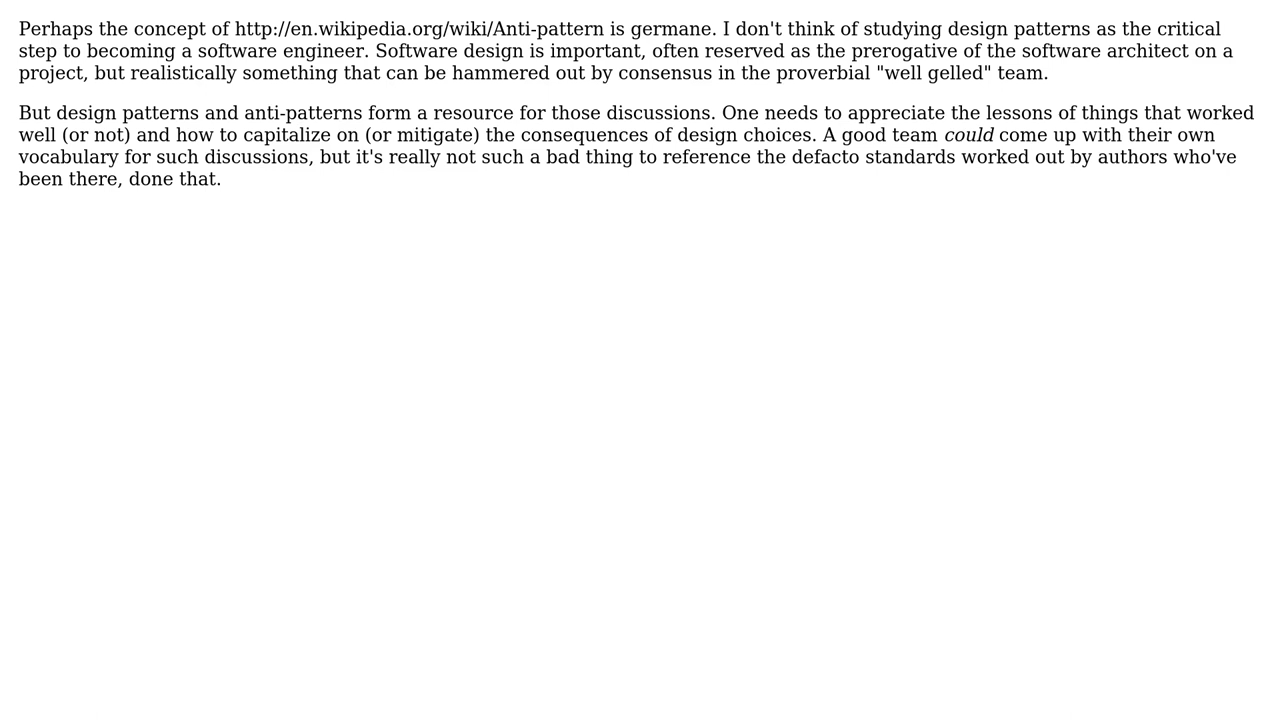 Perhaps the concept of http://en.wikipedia.org/wiki/Anti-pattern is germane. I don't think of studying design patterns as the critical
step to becoming a software engineer. Software design is important, often reserved as the prerogative of the software architect on a
project, but realistically something that can be hammered out by consensus in the proverbial "well gelled" team.
But design patterns and anti-patterns form a resource for those discussions. One needs to appreciate the lessons of things that worked
well (or not) and how to capitalize on (or mitigate) the consequences of design choices. A good team could come up with their own
vocabulary for such discussions, but it's really not such a bad thing to reference the defacto standards worked out by authors who've
been there, done that.